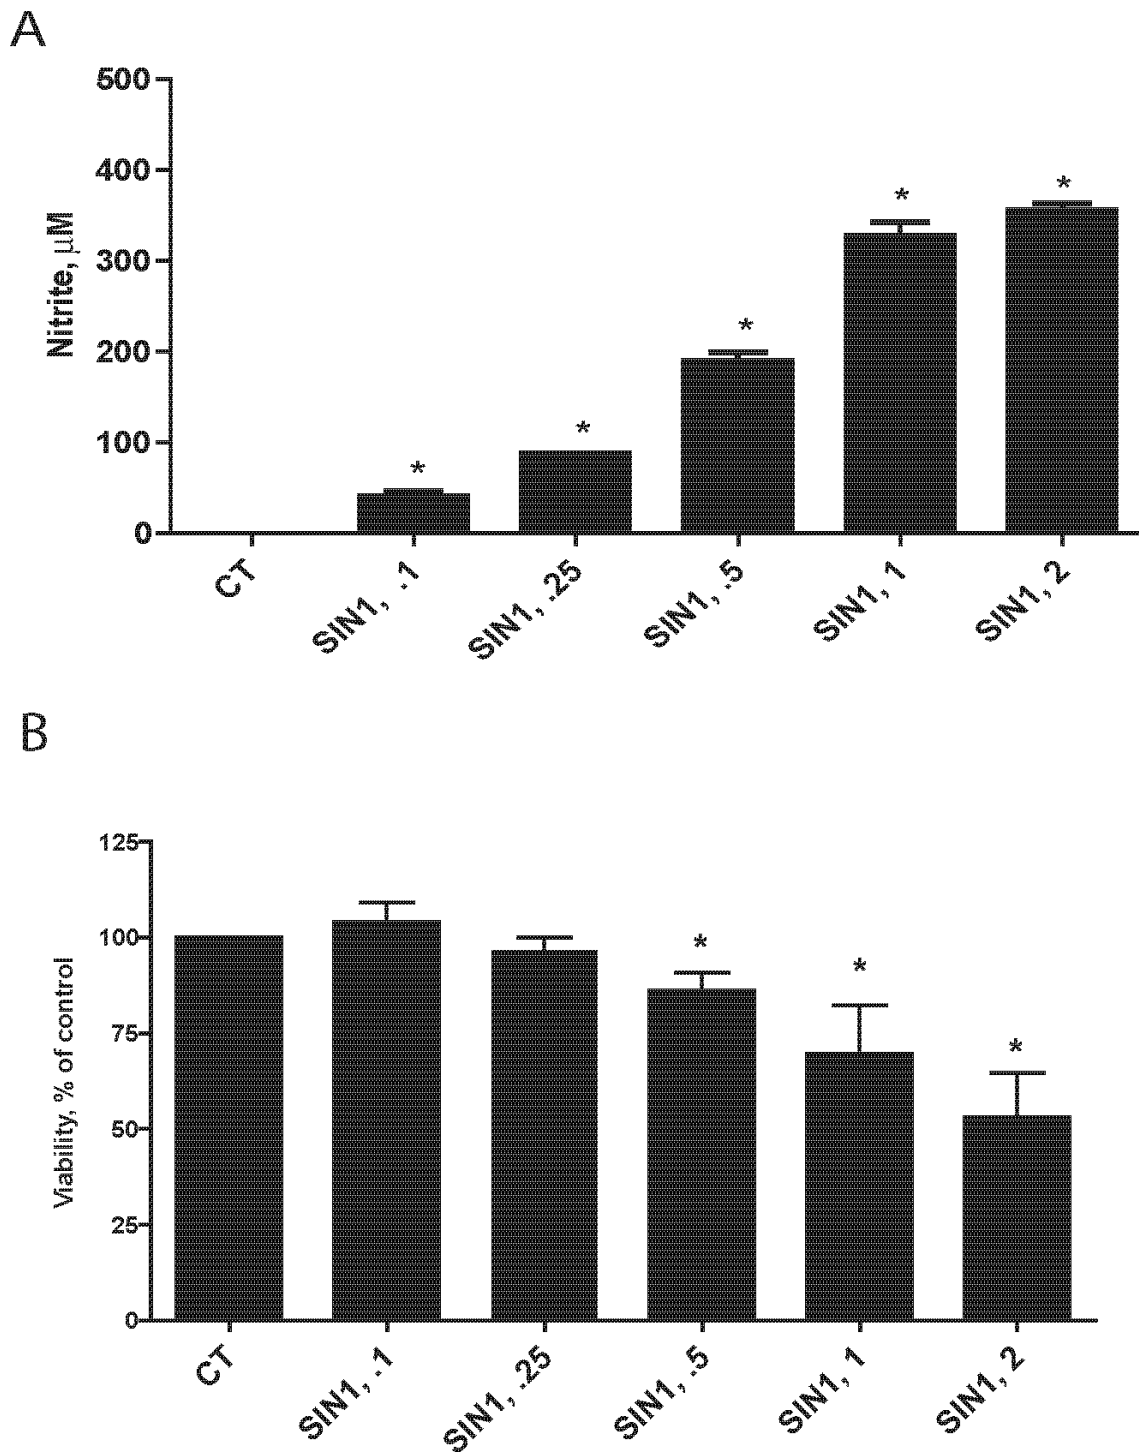 A
500
400
300
200
100
0
Nitrite, μM
*
*
*
*
*
CT
SIN1, .1
SIN1, .25
SIN1, .5
SIN1, 1
SIN1, 2
B
125
100
75
50
25
0
Viability, % of control
*
*
*
CT
SIN1, .1
SIN1, .25
SIN1, .5
SIN1, 1
SIN1, 2